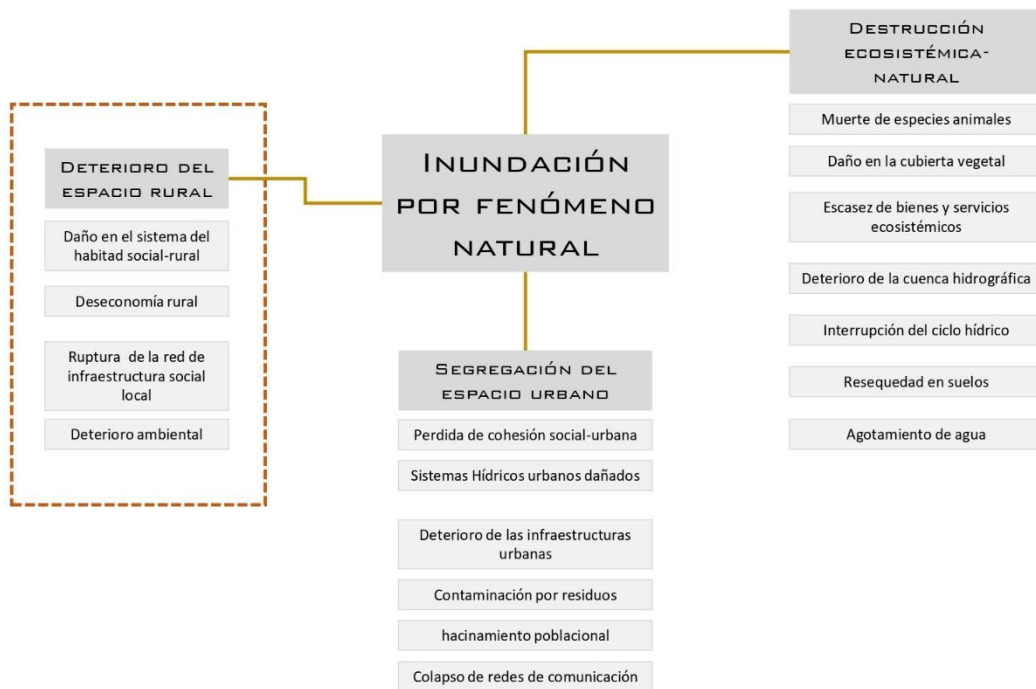 DETERIORO DEL
ESPACIO RURAL
Daño en el sistema del
habitad social-rural
Deseconomía rural
Ruptura de la red de
infraestructura social
local
Deterioro ambiental
INUNDACIÓN
POR FENÓMENO
NATURAL
SEGREGACIÓN DEL
ESPACIO URBANO
Perdida de cohesión social-urbana
Sistemas Hídricos urbanos dañados
Deterioro de las infraestructuras
urbanas
Contaminación por residuos
hacinamiento poblacional
Colapso de redes de comunicación
DESTRUCCIÓN
ECOSISTÉMICA-
NATURAL
Muerte de especies animales
Daño en la cubierta vegetal
Escasez de bienes y servicios
ecosistémicos
Deterioro de la cuenca hidrográfica
Interrupción del ciclo hídrico
Resequedad en suelos
Agotamiento de agua